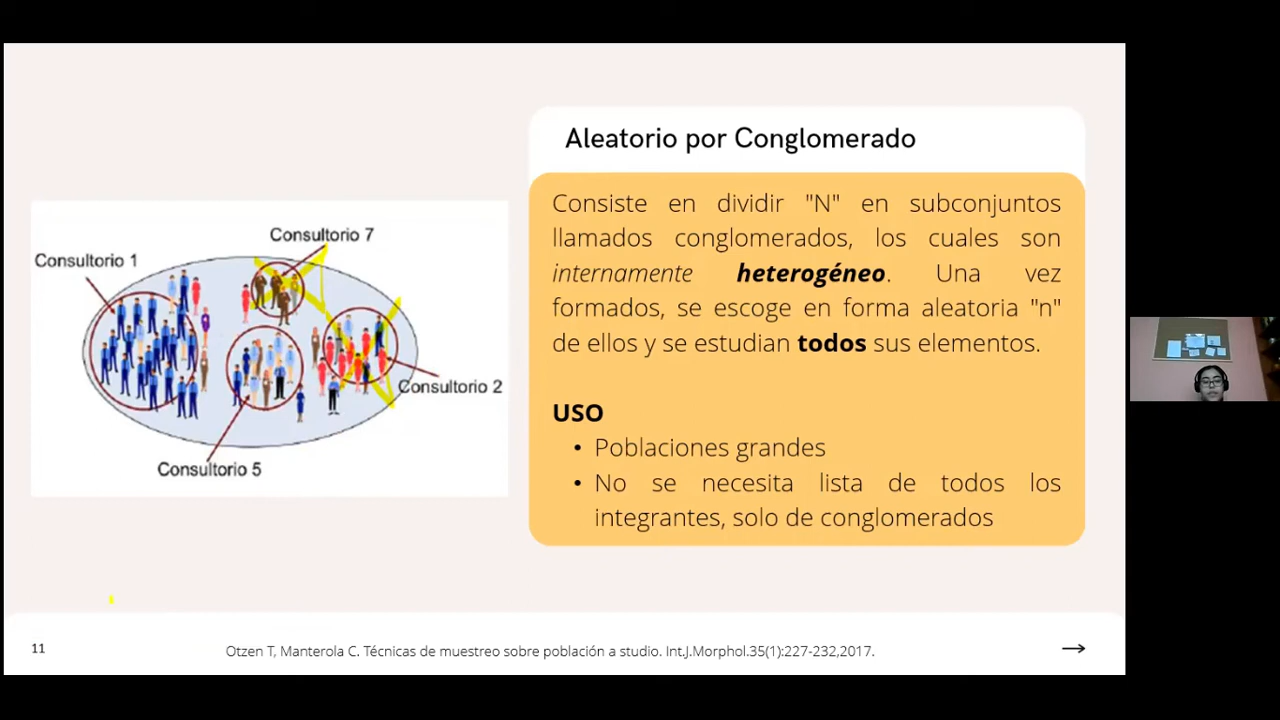 Aleatorio por Conglomerado
Consiste en dividir "N" en subconjuntos
llamados conglomerados, los cuales son
internamente heterogéneo. Una vez
formados, se escoge en forma aleatoria "n"
de ellos y se estudian todos sus elementos.
USO
• Poblaciones grandes
• No se necesita lista de todos los
integrantes, solo de conglomerados
Consultorio 7
Consultorio 1
Consultorio 2
Consultorio 5
11
Otzen T, Manterola C. Técnicas de muestreo sobre población a studio. Int.J.Morphol.35(1):227-232,2017.